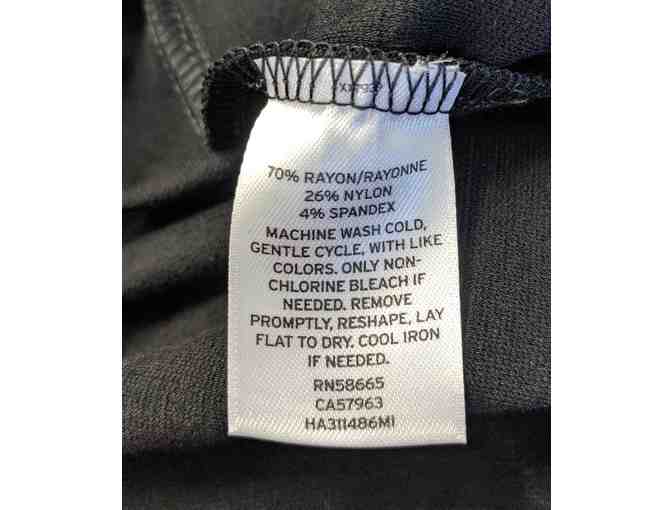 70% RAYON/RAYONNE
26% NYLON
4% SPANDEX
MACHINE WASH COLD,
GENTLE CYCLE, WITH LIKE
COLORS. ONLY NON-
CHLORINE BLEACH IF
NEEDED. REMOVE
PROMPTLY, RESHAPE, LAY
FLAT TO DRY. COOL IRON
IF NEEDED.
RN58665
CA57963
HA311486MI